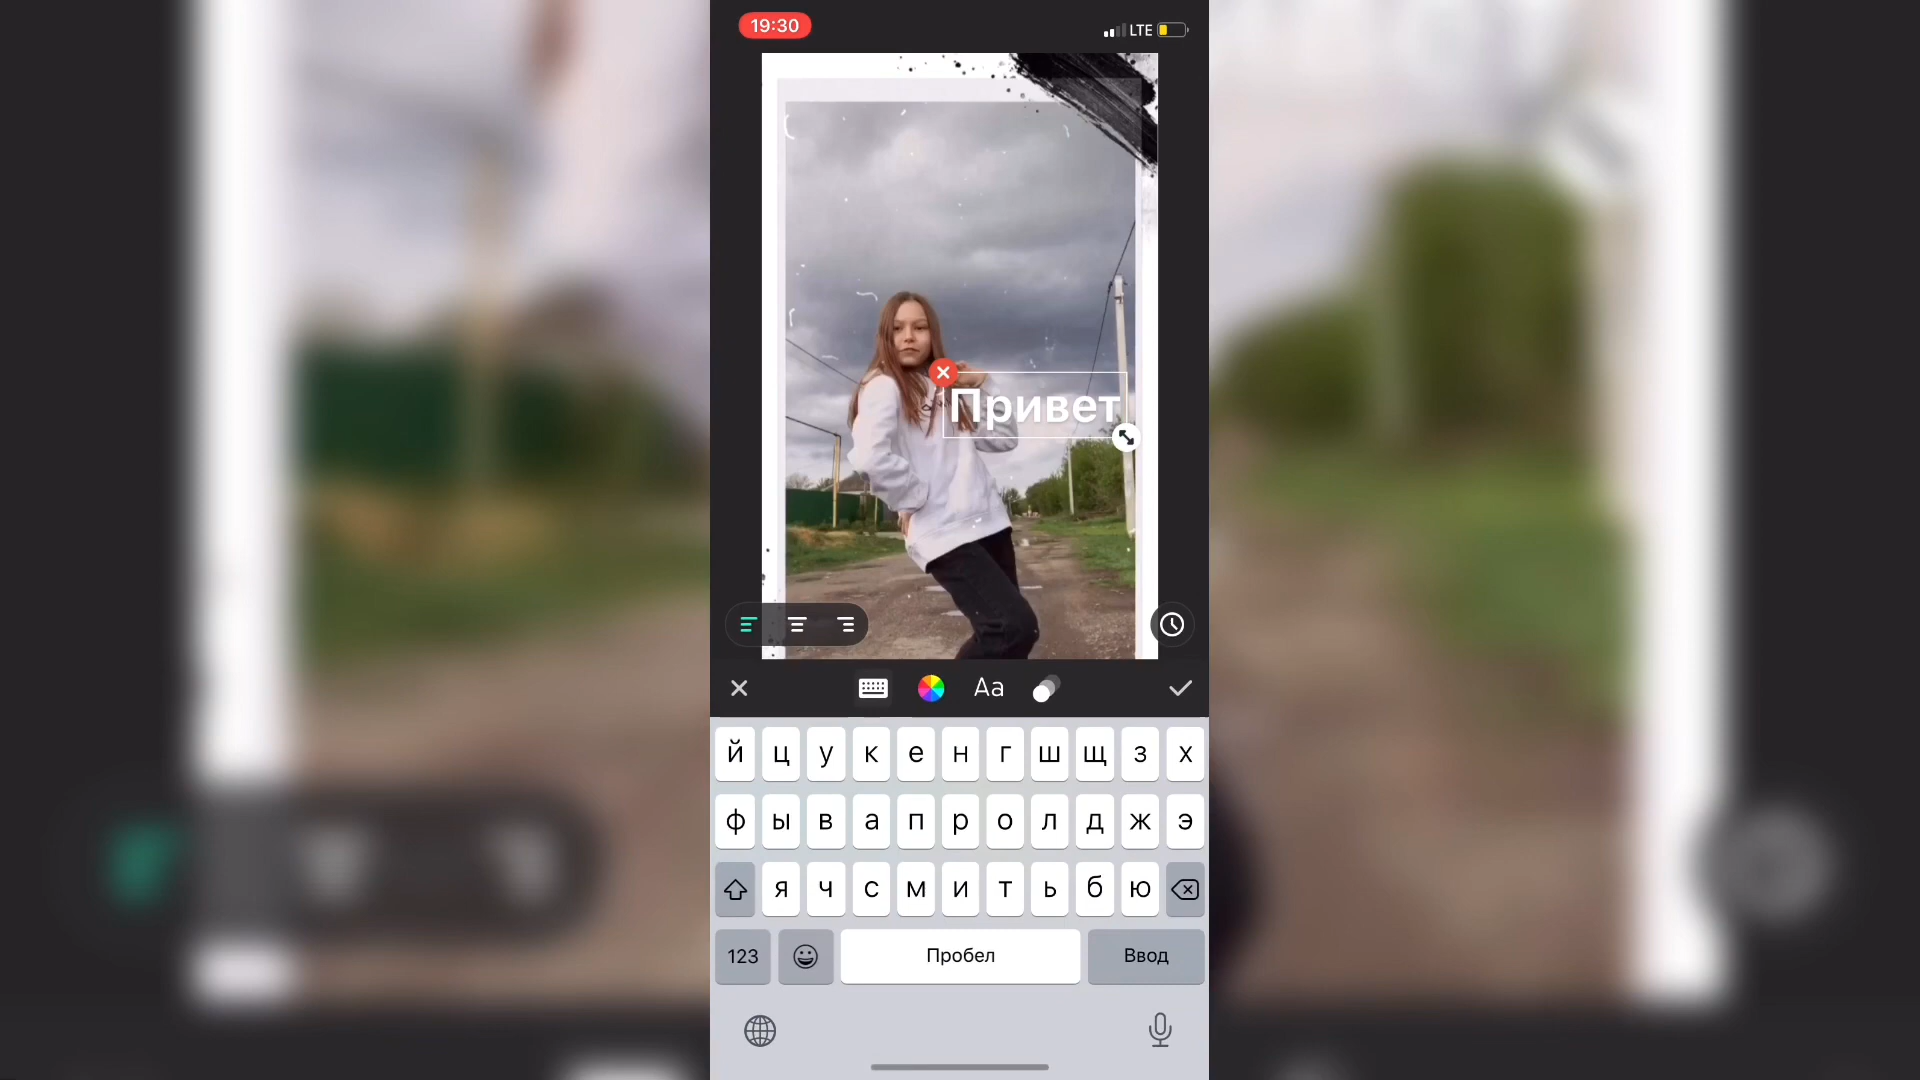 19:30
LTE
Привет
Aa
й ц у к е н г ш щ з х
ф ы в а п р о л д ж э
я ч с м и т ь б ю
123
Пробел
Ввод